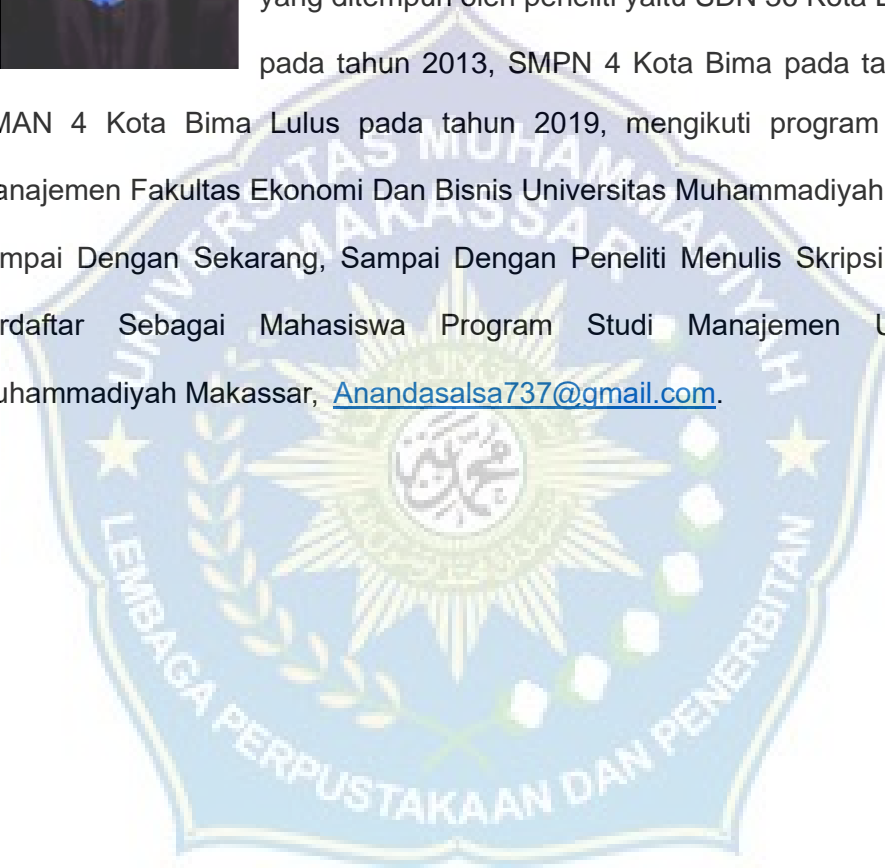 yang ditempuh oleh peneliti yaitu SDN 36 Kota
pada tahun 2013, SMPN 4 Kota Bima pada
MAN 4 Kota Bima Lulus pada tahun 2019, mengikuti program
anajemen Fakultas Ekonomi Dan Bisnis Universitas Muhammadiyah
mpai Dengan Sekarang, Sampai Dengan Peneliti Menulis Skripsi
rdaftar Sebagai Mahasiswa Program Studi Manajemen
uhammadiyah Makassar, Anandasalsa737@gmail.com.
UNIVERSITAS MUHAMMADIYAH
MAKASSAR
LEMBAGA PERPUSTAKAAN DAN PENERBITAN